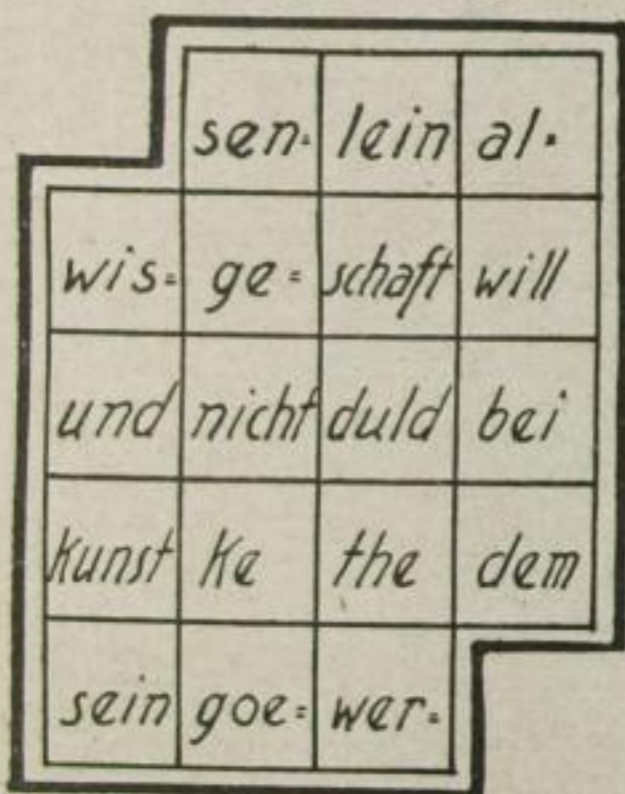 sen- lein al-
wis- ge- schaft will
und nicht duld bei
kunst ke the dem
sein goe- wer-